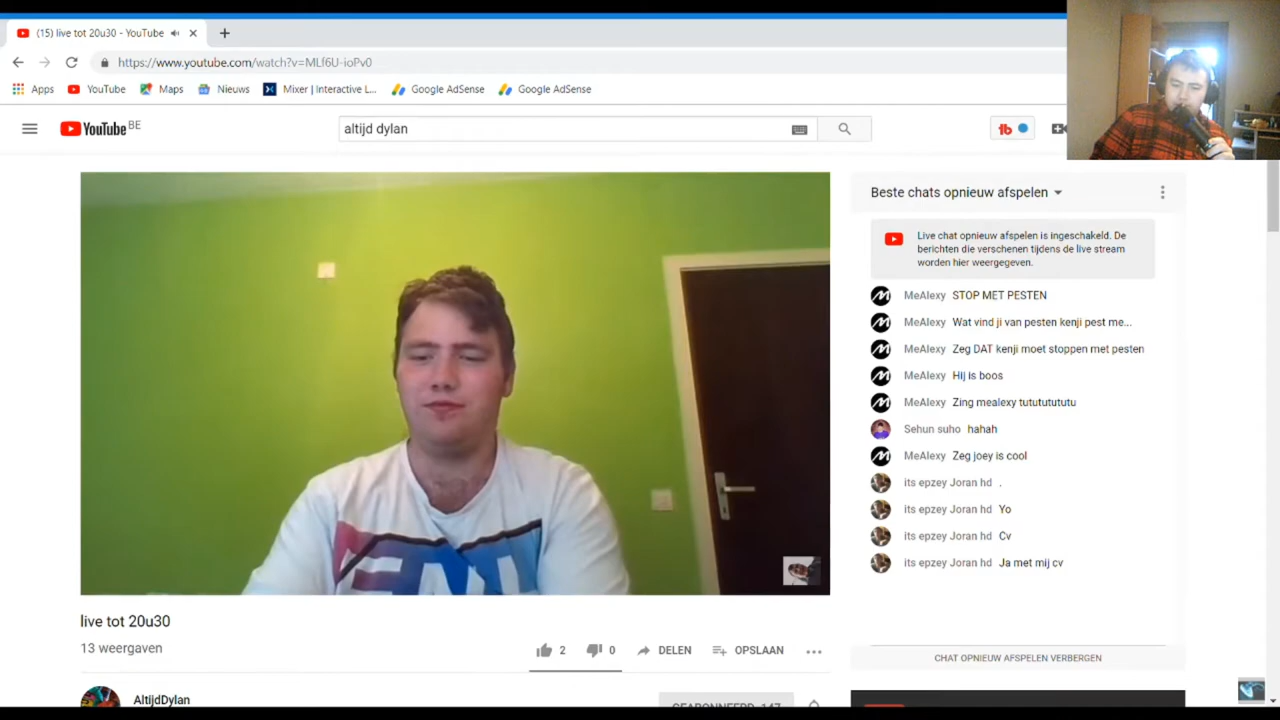 (15) live tot 20u30 - YouTube
https://www.youtube.com/watch?v=MLf6U-ioPv0
Apps YouTube Maps Nieuws Mixer | Interactive L... Google AdSense Google AdSense
YouTube BE
altijd dylan
tb
Beste chats opnieuw afspelen
Live chat opnieuw afspelen is ingeschakeld. De
berichten die verschenen tijdens de live stream
worden hier weergegeven.
MeAlexy STOP MET PESTEN
MeAlexy Wat vind ji van pesten kenji pest me...
MeAlexy Zeg DAT kenji moet stoppen met pesten
MeAlexy Hij is boos
MeAlexy Zing mealexy tutututututu
Sehun suho hahah
MeAlexy Zeg joey is cool
its epzey Joran hd .
its epzey Joran hd Yo
its epzey Joran hd Cv
its epzey Joran hd Ja met mij cv
CHAT OPNIEUW AFSPELEN VERBERGEN
live tot 20u30
13 weergaven
2 0 DELEN OPSLAAN
AltijdDylan
GEABONNEERD 147